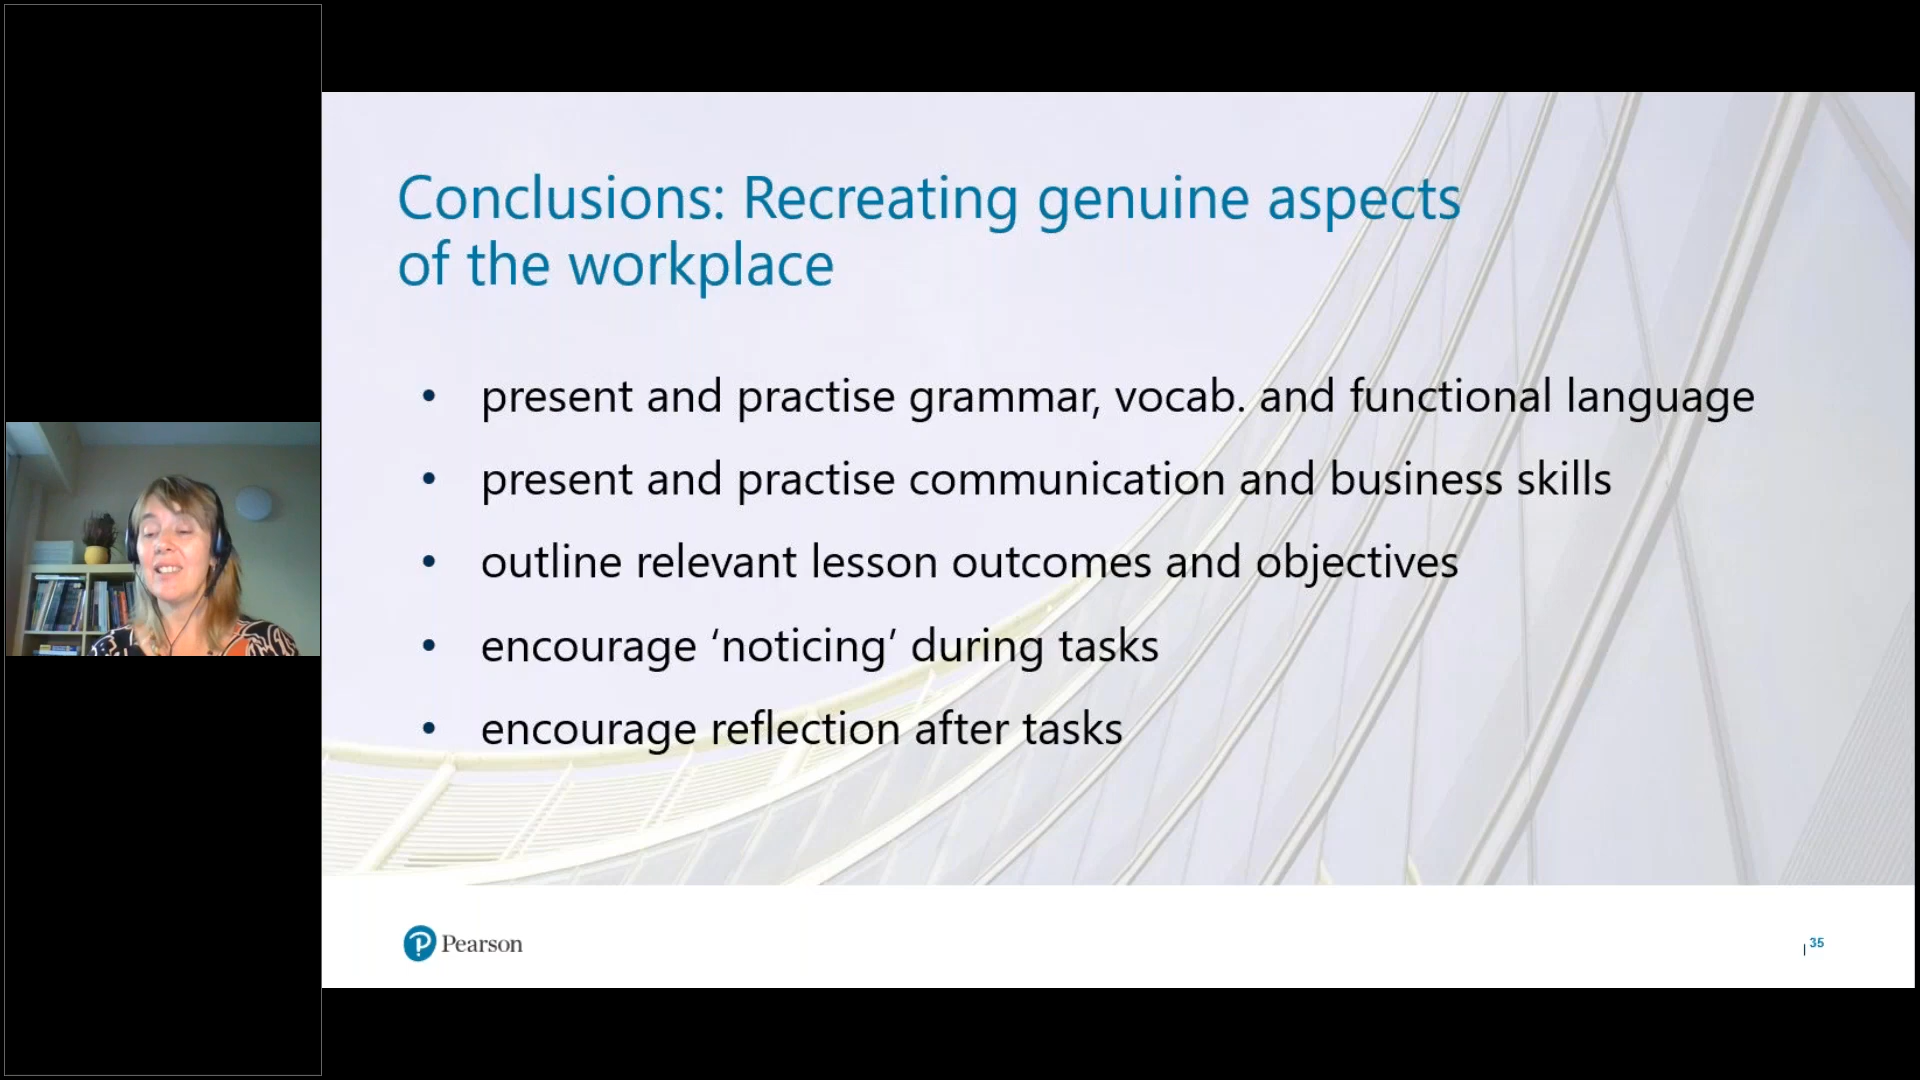 Conclusions: Recreating genuine aspects
of the workplace
• present and practise grammar, vocab. and functional language
• present and practise communication and business skills
• outline relevant lesson outcomes and objectives
• encourage ‘noticing’ during tasks
• encourage reflection after tasks
Pearson
| 35